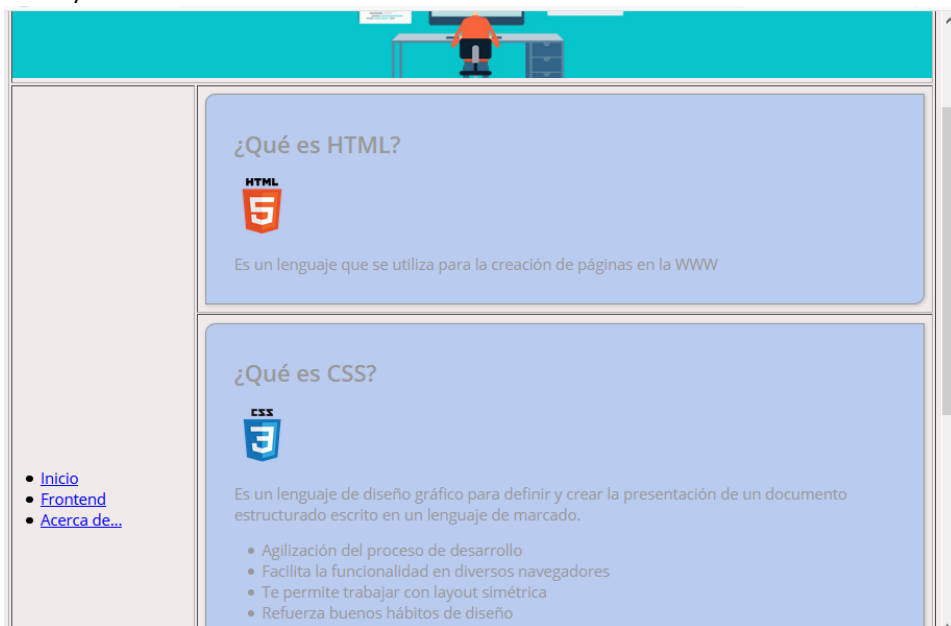 ¿Qué es HTML?
HTML
5
Es un lenguaje que se utiliza para la creación de páginas en la WWW
¿Qué es CSS?
CSS
3
Inicio
Frontend
Acerca de...
Es un lenguaje de diseño gráfico para definir y crear la presentación de un documento
estructurado escrito en un lenguaje de marcado.
Agilización del proceso de desarrollo
Facilita la funcionalidad en diversos navegadores
Te permite trabajar con layout simétrica
Refuerza buenos hábitos de diseño